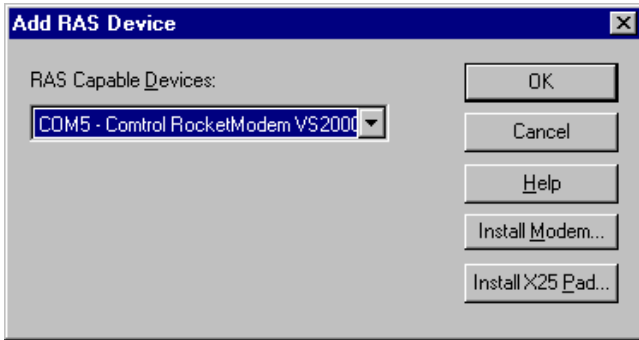 Add RAS Device
RAS Capable Devices:
COM5 - Comtrol RocketModem VS2000
OK
Cancel
Help
Install Modem...
Install X25 Pad...